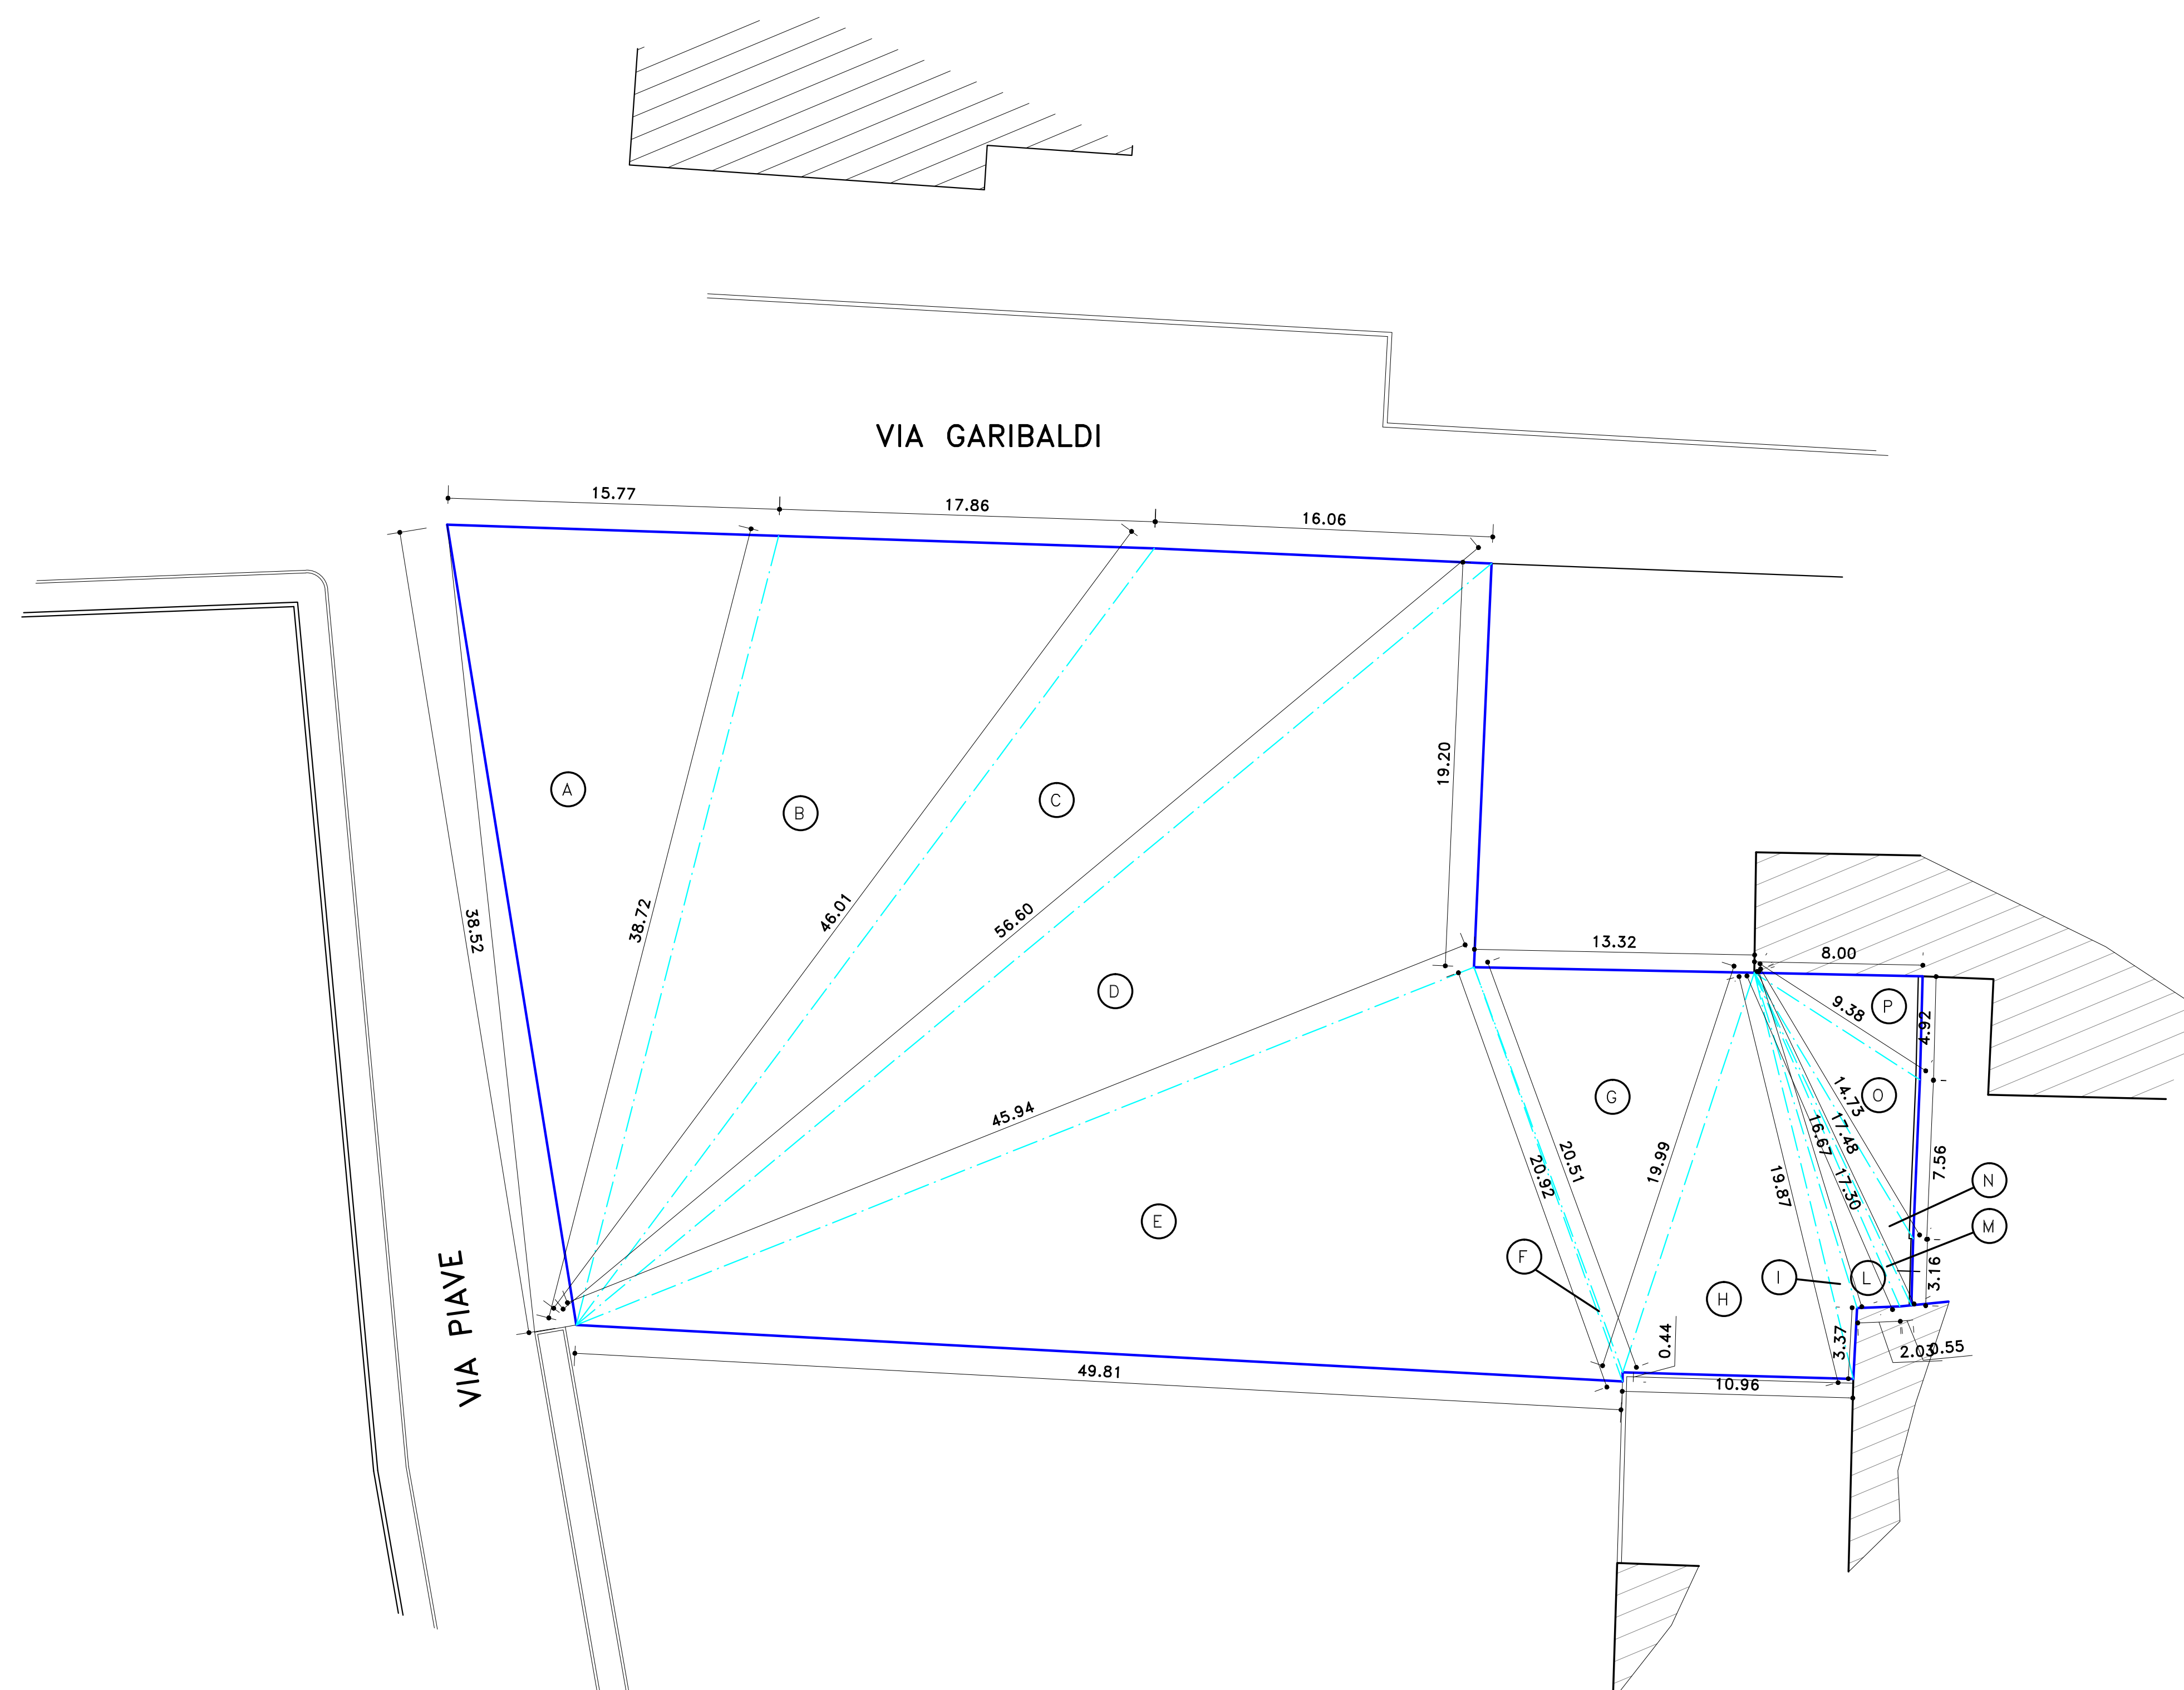 VIA GARIBALDI
15.77
17.86
16.06
A
B
C
19.20
38.52
38.72
46.01
56.60
13.32
8.00
D
P
9.38
4.92
G
14.73
O
45.94
17.48
16.67
7.56
20.92
20.51
19.99
19.87
17.30
N
E
M
F
I
L
3.16
H
VIA PIAVE
0.44
3.37
2.03
0.55
49.81
10.96